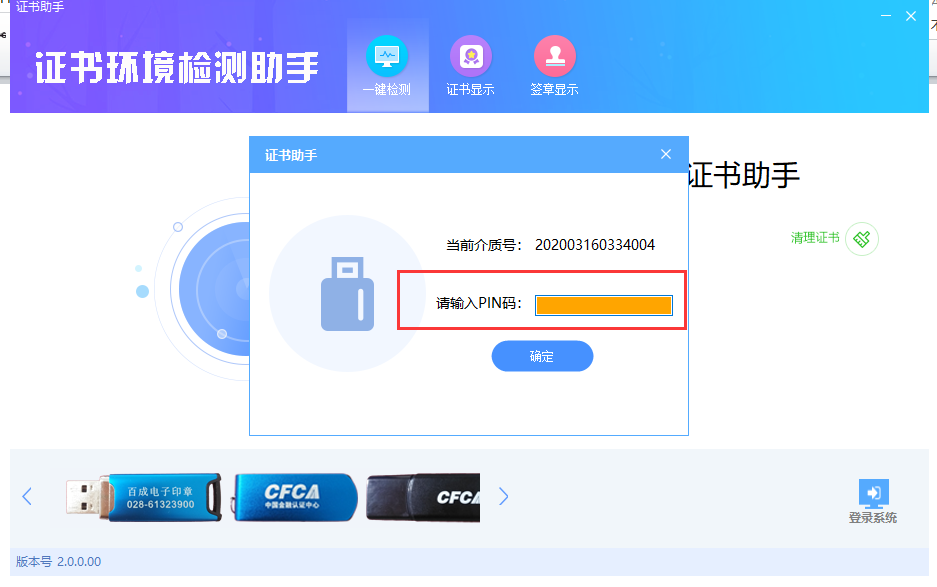 证书助手
证书环境检测助手
一键检测
证书显示
签章显示
证书助手
证书助手
当前介质号： 202003160334004
清理证书
请输入PIN码：
确定
百成电子印章
028-61323900
CFCA
中国金融认证中心
CFCA
登录系统
版本号 2.0.0.00